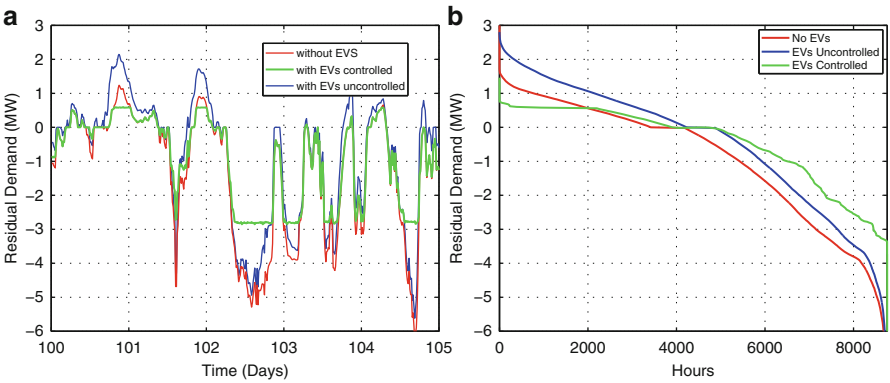 a
3
2
1
0
−1
−2
−3
−4
−5
−6
Residual Demand (MW)
without EVS
with EVs controlled
with EVs uncontrolled
100
101
102
103
104
105
Time (Days)
b
3
2
1
0
−1
−2
−3
−4
−5
−6
Residual Demand (MW)
No EVs
EVs Uncontrolled
EVs Controlled
0
2000
4000
6000
8000
Hours